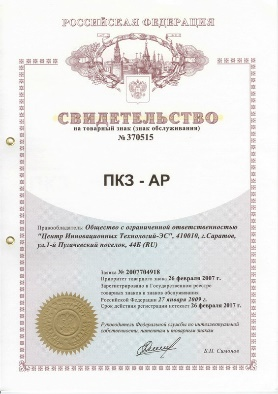 РОССИЙСКАЯ ФЕДЕРАЦИЯ
СВИДЕТЕЛЬСТВО
на товарный знак (знак обслуживания)
№ 370515
ПКЗ - АР
Правообладатель: Общество с ограниченной ответственностью
"Центр Инновационных Технологий-ЭС", 410010, г.Саратов,
ул.1-й Пугачевский поселок, 44Б (RU)
Заявка № 2007704918
Приоритет товарного знака 26 февраля 2007 г.
Зарегистрировано в Государственном реестре
товарных знаков и знаков обслуживания
Российской Федерации 27 января 2009 г.
Срок действия регистрации истекает 26 февраля 2017 г.
Руководитель Федеральной службы по интеллектуальной
собственности, патентам и товарным знакам
Б.П. Симонов